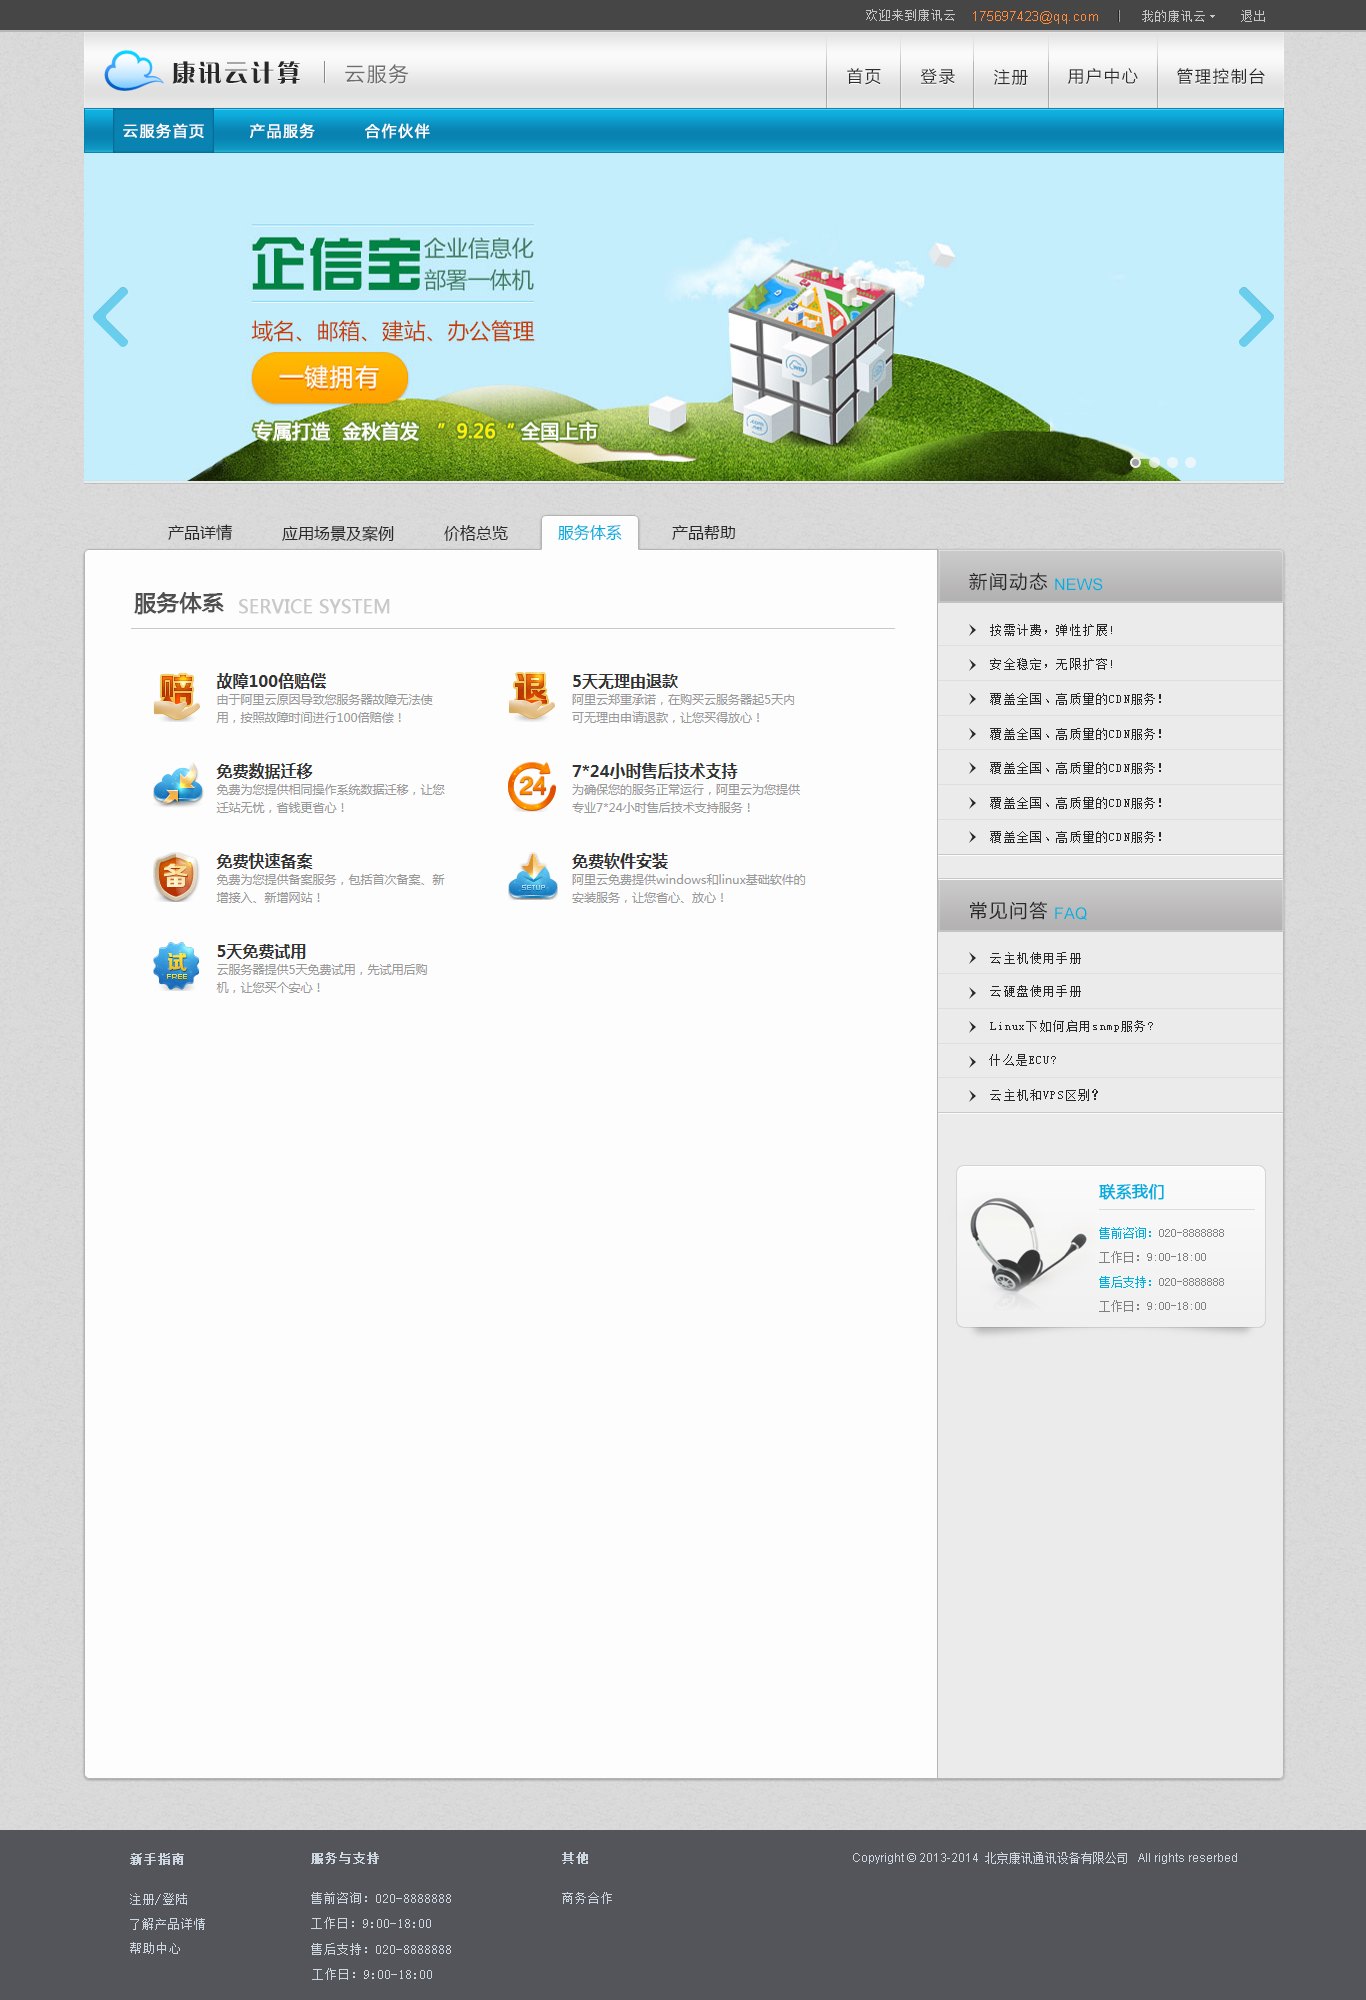 欢迎来到康讯云 175697423@qq.com | 我的康讯云 退出
康讯云计算 | 云服务
首页 登录 注册 用户中心 管理控制台
云服务首页 产品服务 合作伙伴
企信宝 企业信息化
部署一体机
域名、邮箱、建站、办公管理
一键拥有
专属打造 金秋首发 " 9.26 " 全国上市
产品详情 应用场景及案例 价格总览 服务体系 产品帮助
服务体系 SERVICE SYSTEM
赔
故障100倍赔偿
由于阿里云原因导致您服务器故障无法使
用，按照故障时间进行100倍赔偿！
退
5天无理由退款
阿里云郑重承诺，在购买云服务器起5天内
可无理由申请退款，让您买得放心！
免费数据迁移
免费为您提供相同操作系统数据迁移，让您
迁站无忧，省钱更省心！
24
7*24小时售后技术支持
为确保您的服务正常运行，阿里云为您提供
专业7*24小时售后技术支持服务！
备
免费快速备案
免费为您提供备案服务，包括首次备案、新
增接入、新增网站！
SETUP
免费软件安装
阿里云免费提供windows和linux基础软件的
安装服务，让您省心、放心！
试
FREE
5天免费试用
云服务器提供5天免费试用，先试用后购
机，让您买个安心！
新闻动态 NEWS
按需计费，弹性扩展！
安全稳定，无限扩容！
覆盖全国、高质量的CDN服务！
覆盖全国、高质量的CDN服务！
覆盖全国、高质量的CDN服务！
覆盖全国、高质量的CDN服务！
覆盖全国、高质量的CDN服务！
常见问答 FAQ
云主机使用手册
云硬盘使用手册
Linux下如何启用snmp服务？
什么是ECU？
云主机和VPS区别？
联系我们
售前咨询：020-8888888
工作日：9:00-18:00
售后支持：020-8888888
工作日：9:00-18:00
新手指南
注册/登陆
了解产品详情
帮助中心
服务与支持
售前咨询：020-8888888
工作日：9:00-18:00
售后支持：020-8888888
工作日：9:00-18:00
其他
商务合作
Copyright © 2013-2014 北京康讯通讯设备有限公司 All rights reserbed